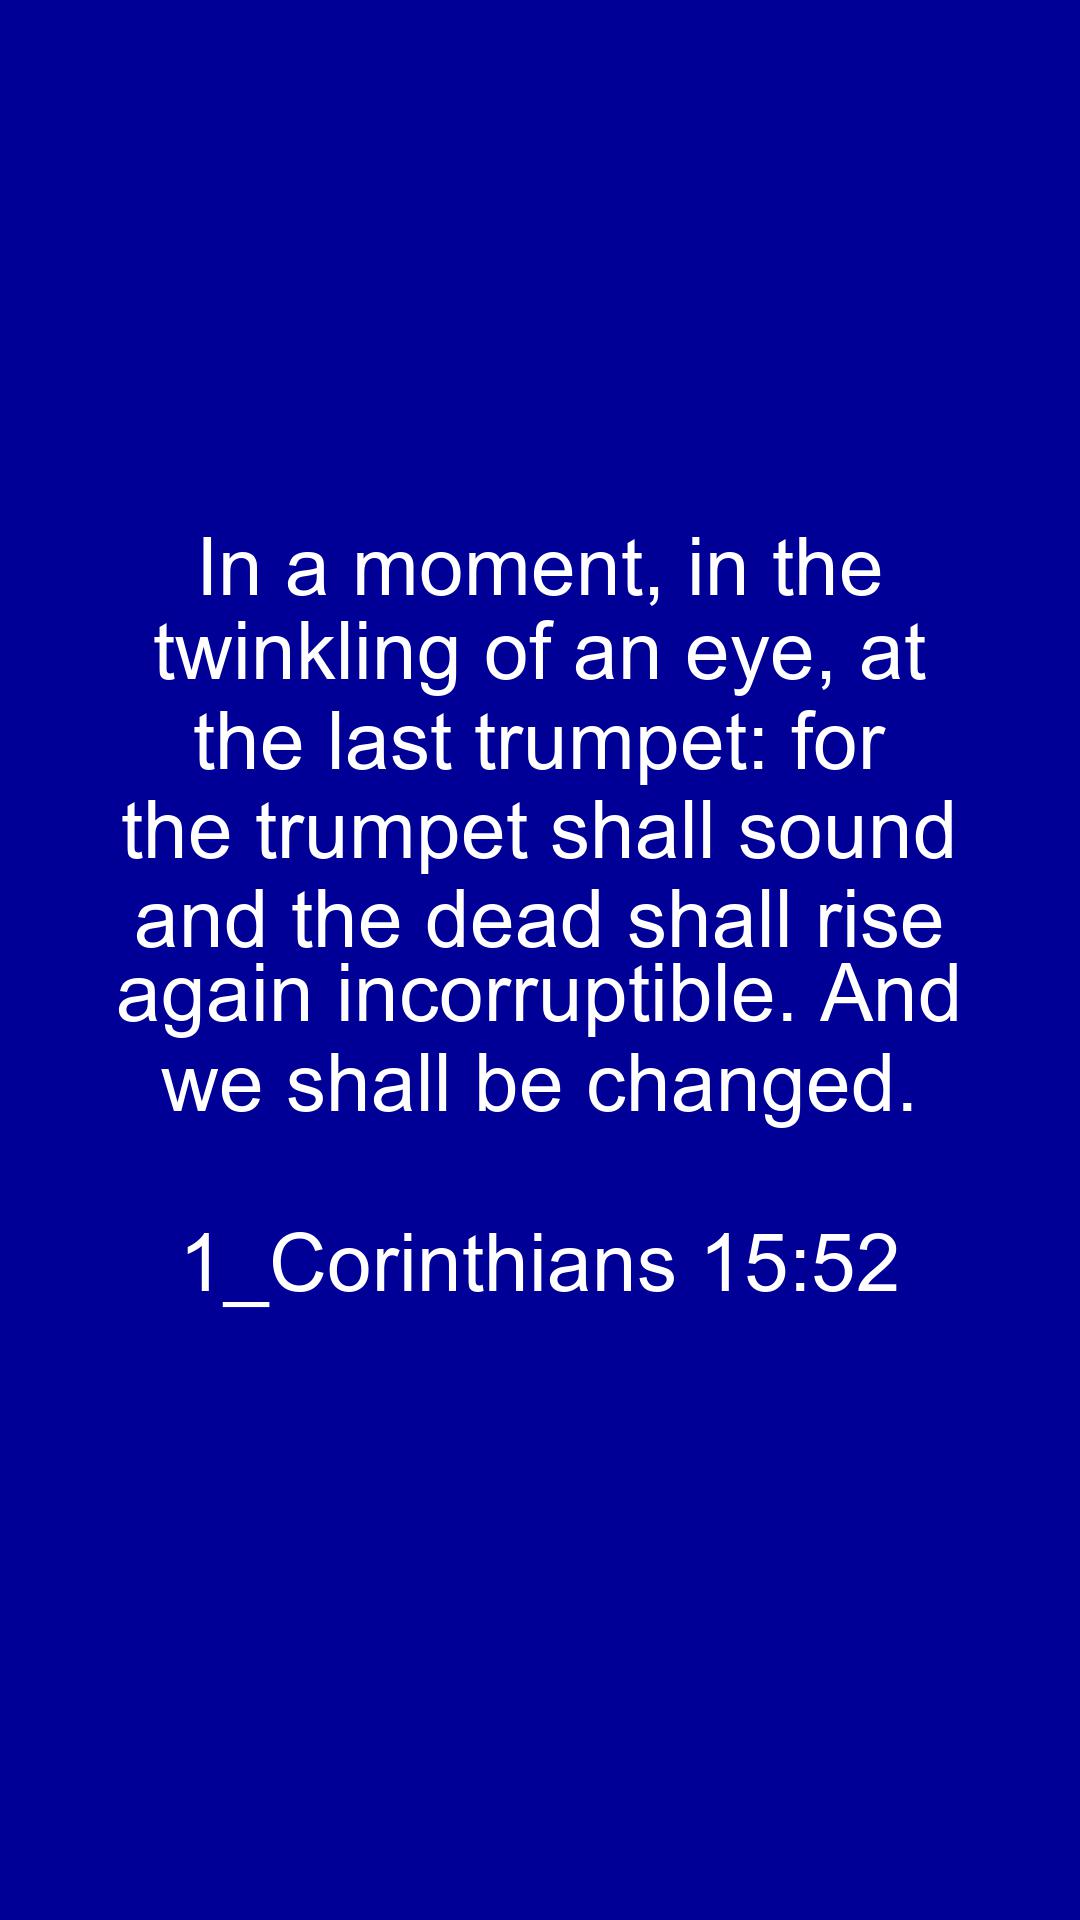 In a moment, in the
twinkling of an eye, at
the last trumpet: for
the trumpet shall sound
and the dead shall rise
again incorruptible. And
we shall be changed.
1_Corinthians 15:52